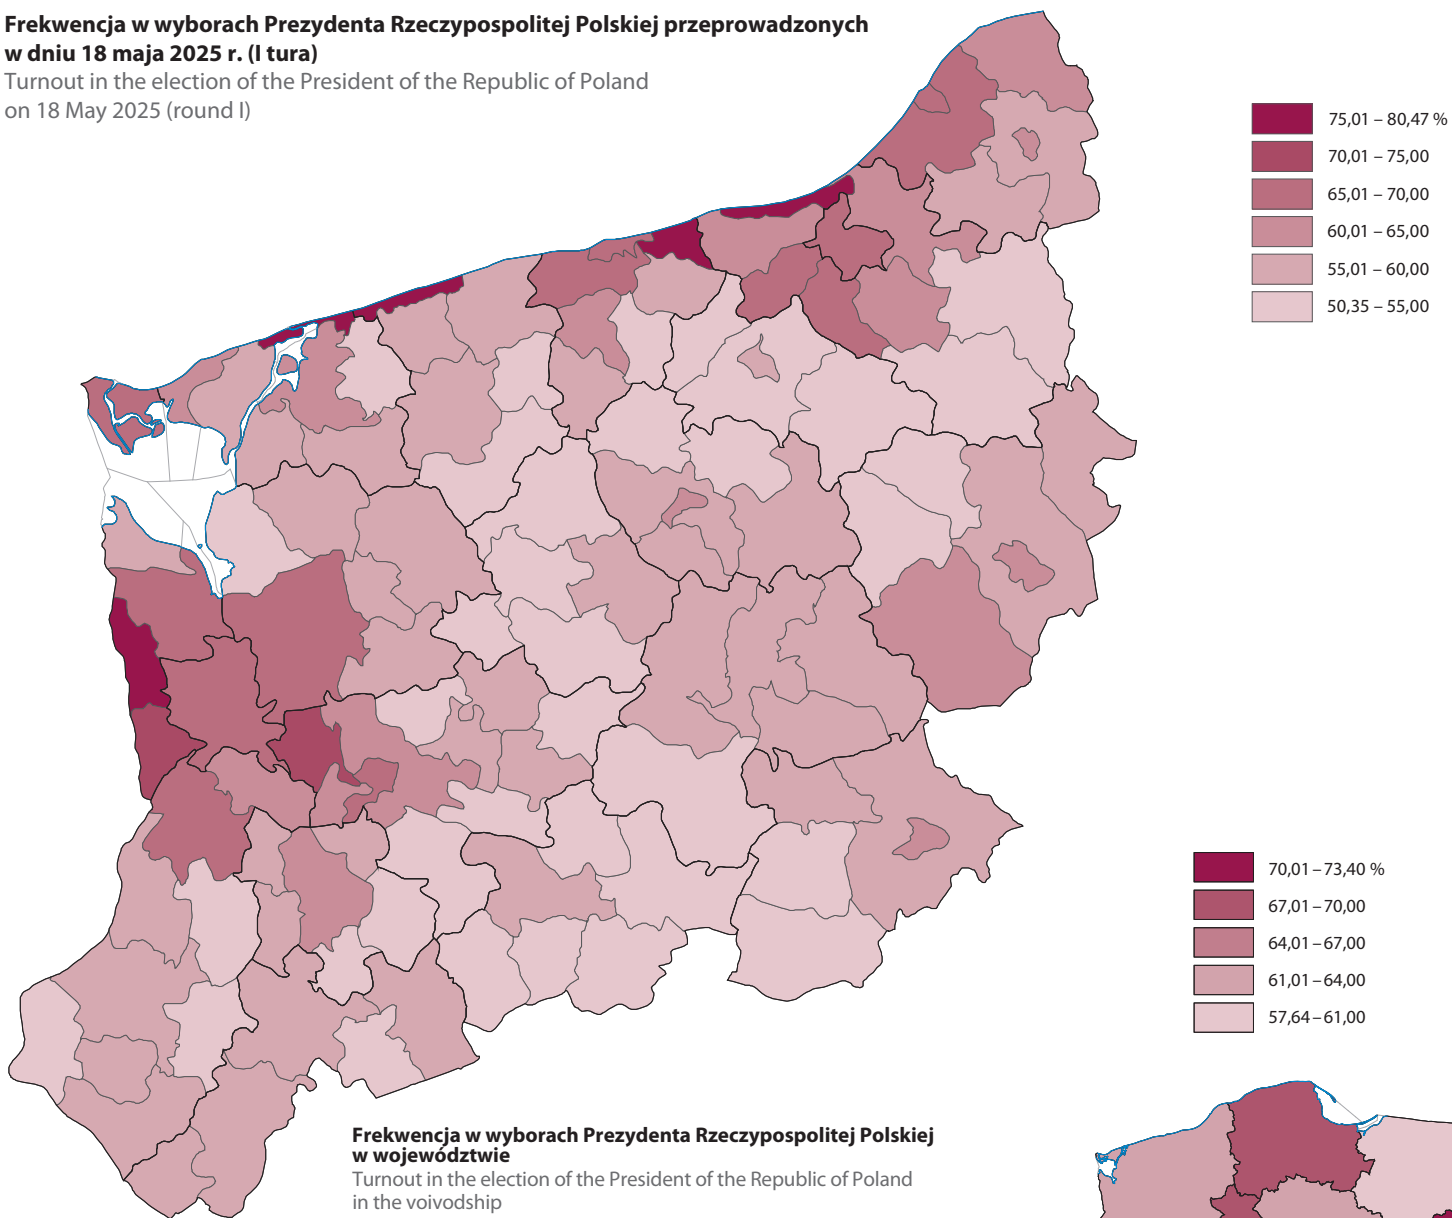 Frekwencja w wyborach Prezydenta Rzeczypospolitej Polskiej przeprowadzonych
w dniu 18 maja 2025 r. (I tura)
Turnout in the election of the President of the Republic of Poland
on 18 May 2025 (round I)
75,01 – 80,47 %
70,01 – 75,00
65,01 – 70,00
60,01 – 65,00
55,01 – 60,00
50,35 – 55,00
70,01 – 73,40 %
67,01 – 70,00
64,01 – 67,00
61,01 – 64,00
57,64 – 61,00
Frekwencja w wyborach Prezydenta Rzeczypospolitej Polskiej
w województwie
Turnout in the election of the President of the Republic of Poland
in the voivodship